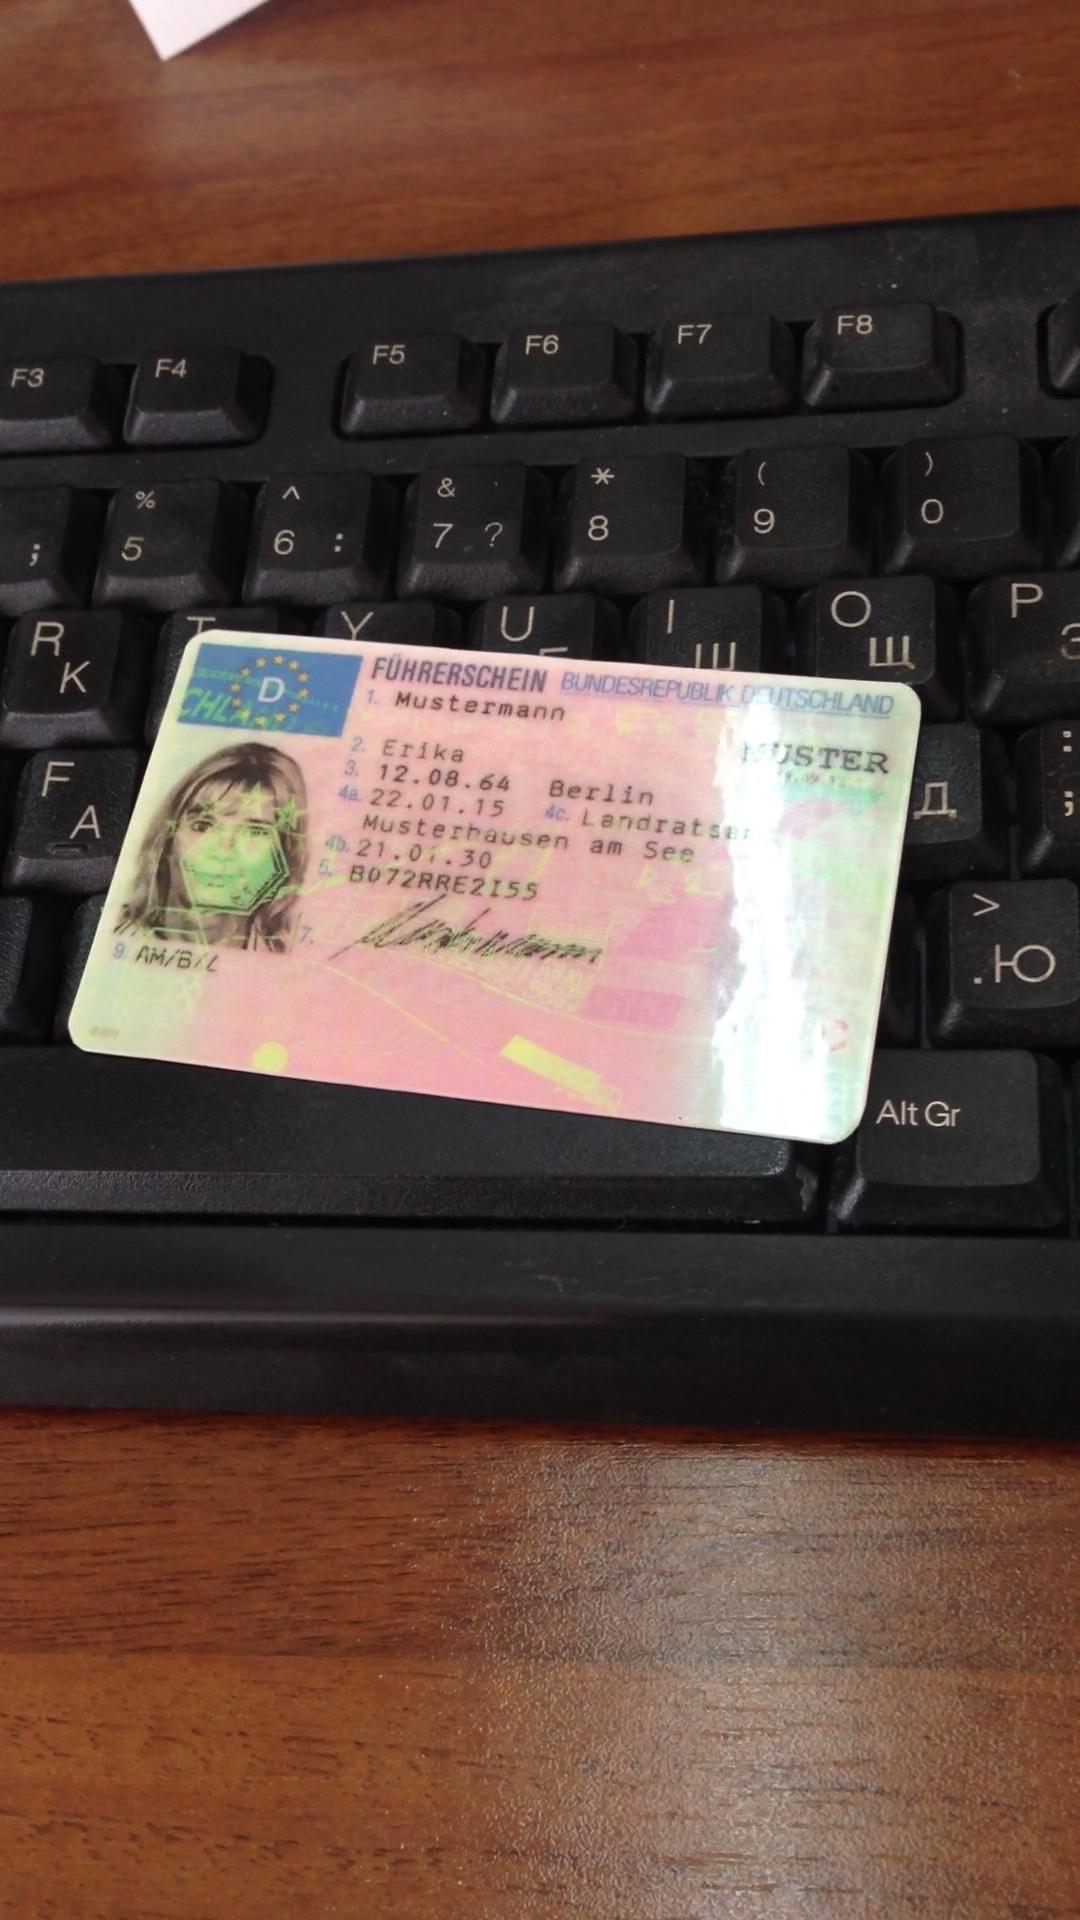 F3 F4 F5 F6 F7 F8
; % 5 ^ 6 : & 7 ? * 8 ( 9 ) 0
R К T Y U I Ш O Щ P З
F А Д : ;
> . Ю
Alt Gr
D
FÜHRERSCHEIN BUNDESREPUBLIK DEUTSCHLAND
1. Mustermann
MUSTER
2. Erika
3. 12.08.64 Berlin
4a. 22.01.15 4c. Landratsamt
Musterhausen am See
4b. 21.01.30
5. B072RRE2I55
7.
9. AM/B/L